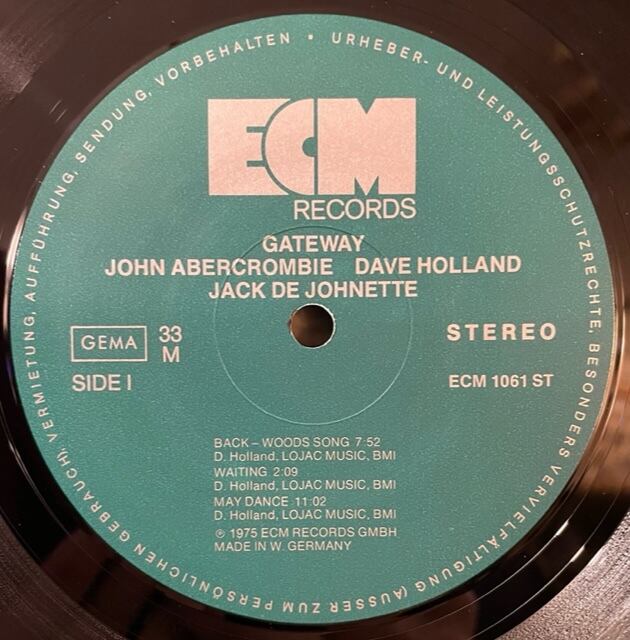 URHEBER- UND LEISTUNGSSCHUTZRECHTE, BESONDERS VERVIELFÄLTIGUNG (AUSSER ZUM PERSÖNLICHEN GEBRAUCH), VERMIETUNG, AUFFÜHRUNG, SENDUNG, VORBEHALTEN •
ECM
RECORDS
GATEWAY
JOHN ABERCROMBIE DAVE HOLLAND
JACK DE JOHNETTE
GEMA 33 STEREO
M
SIDE I ECM 1061 ST
BACK – WOODS SONG 7:52
D. Holland, LOJAC MUSIC, BMI
WAITING 2:09
D. Holland, LOJAC MUSIC, BMI
MAY DANCE 11:02
D. Holland, LOJAC MUSIC, BMI
℗ 1975 ECM RECORDS GMBH
MADE IN W. GERMANY